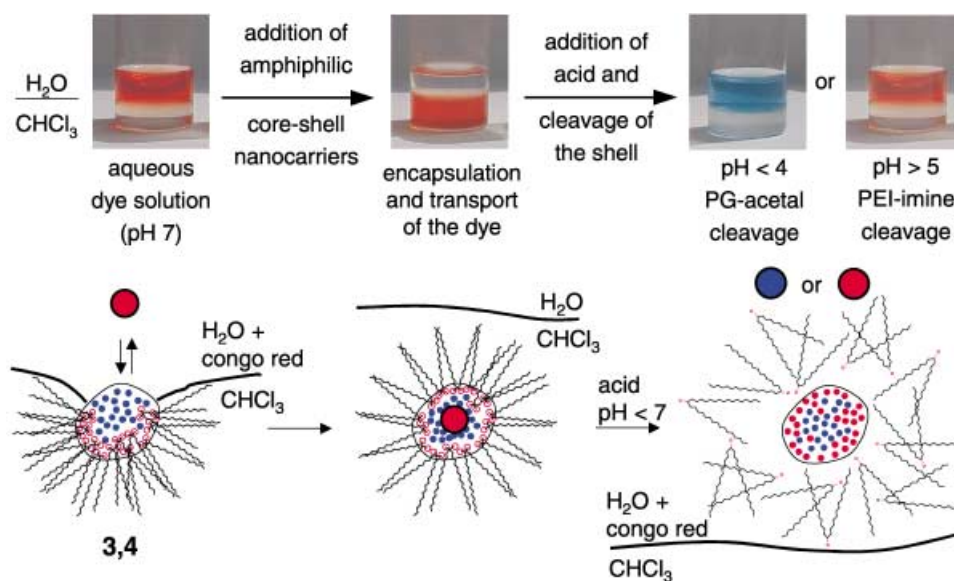 H₂O
CHCl₃
aqueous
dye solution
(pH 7)
addition of
amphiphilic
core-shell
nanocarriers
encapsulation
and transport
of the dye
addition of
acid and
cleavage of
the shell
or
pH < 4
PG-acetal
cleavage
pH > 5
PEI-imine
cleavage
H₂O +
congo red
CHCl₃
3,4
H₂O
CHCl₃
acid
pH < 7
or
H₂O +
congo red
CHCl₃